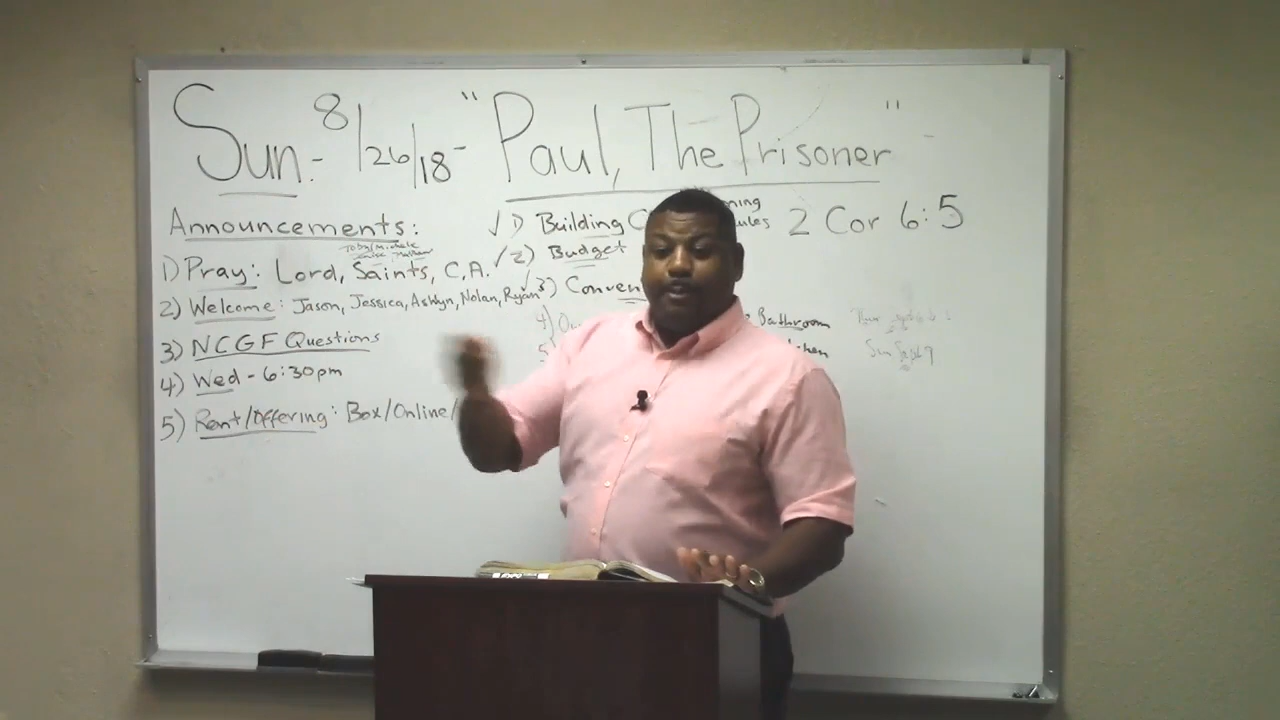 Sun. - 8/26/18 - "Paul, The Prisoner"
Announcements:
1) Pray: Lord, Saints, C.A.
2) Welcome: Jason, Jessica, Ashlyn, Nolan, Ryan
3) NCGF Questions
4) Wed - 6:30pm
5) Rent/Offering: Box/Online/
✓ 1) Building C
2 Cor 6:5
✓ 2) Budget
3) Conven
4)
Bathroom
5